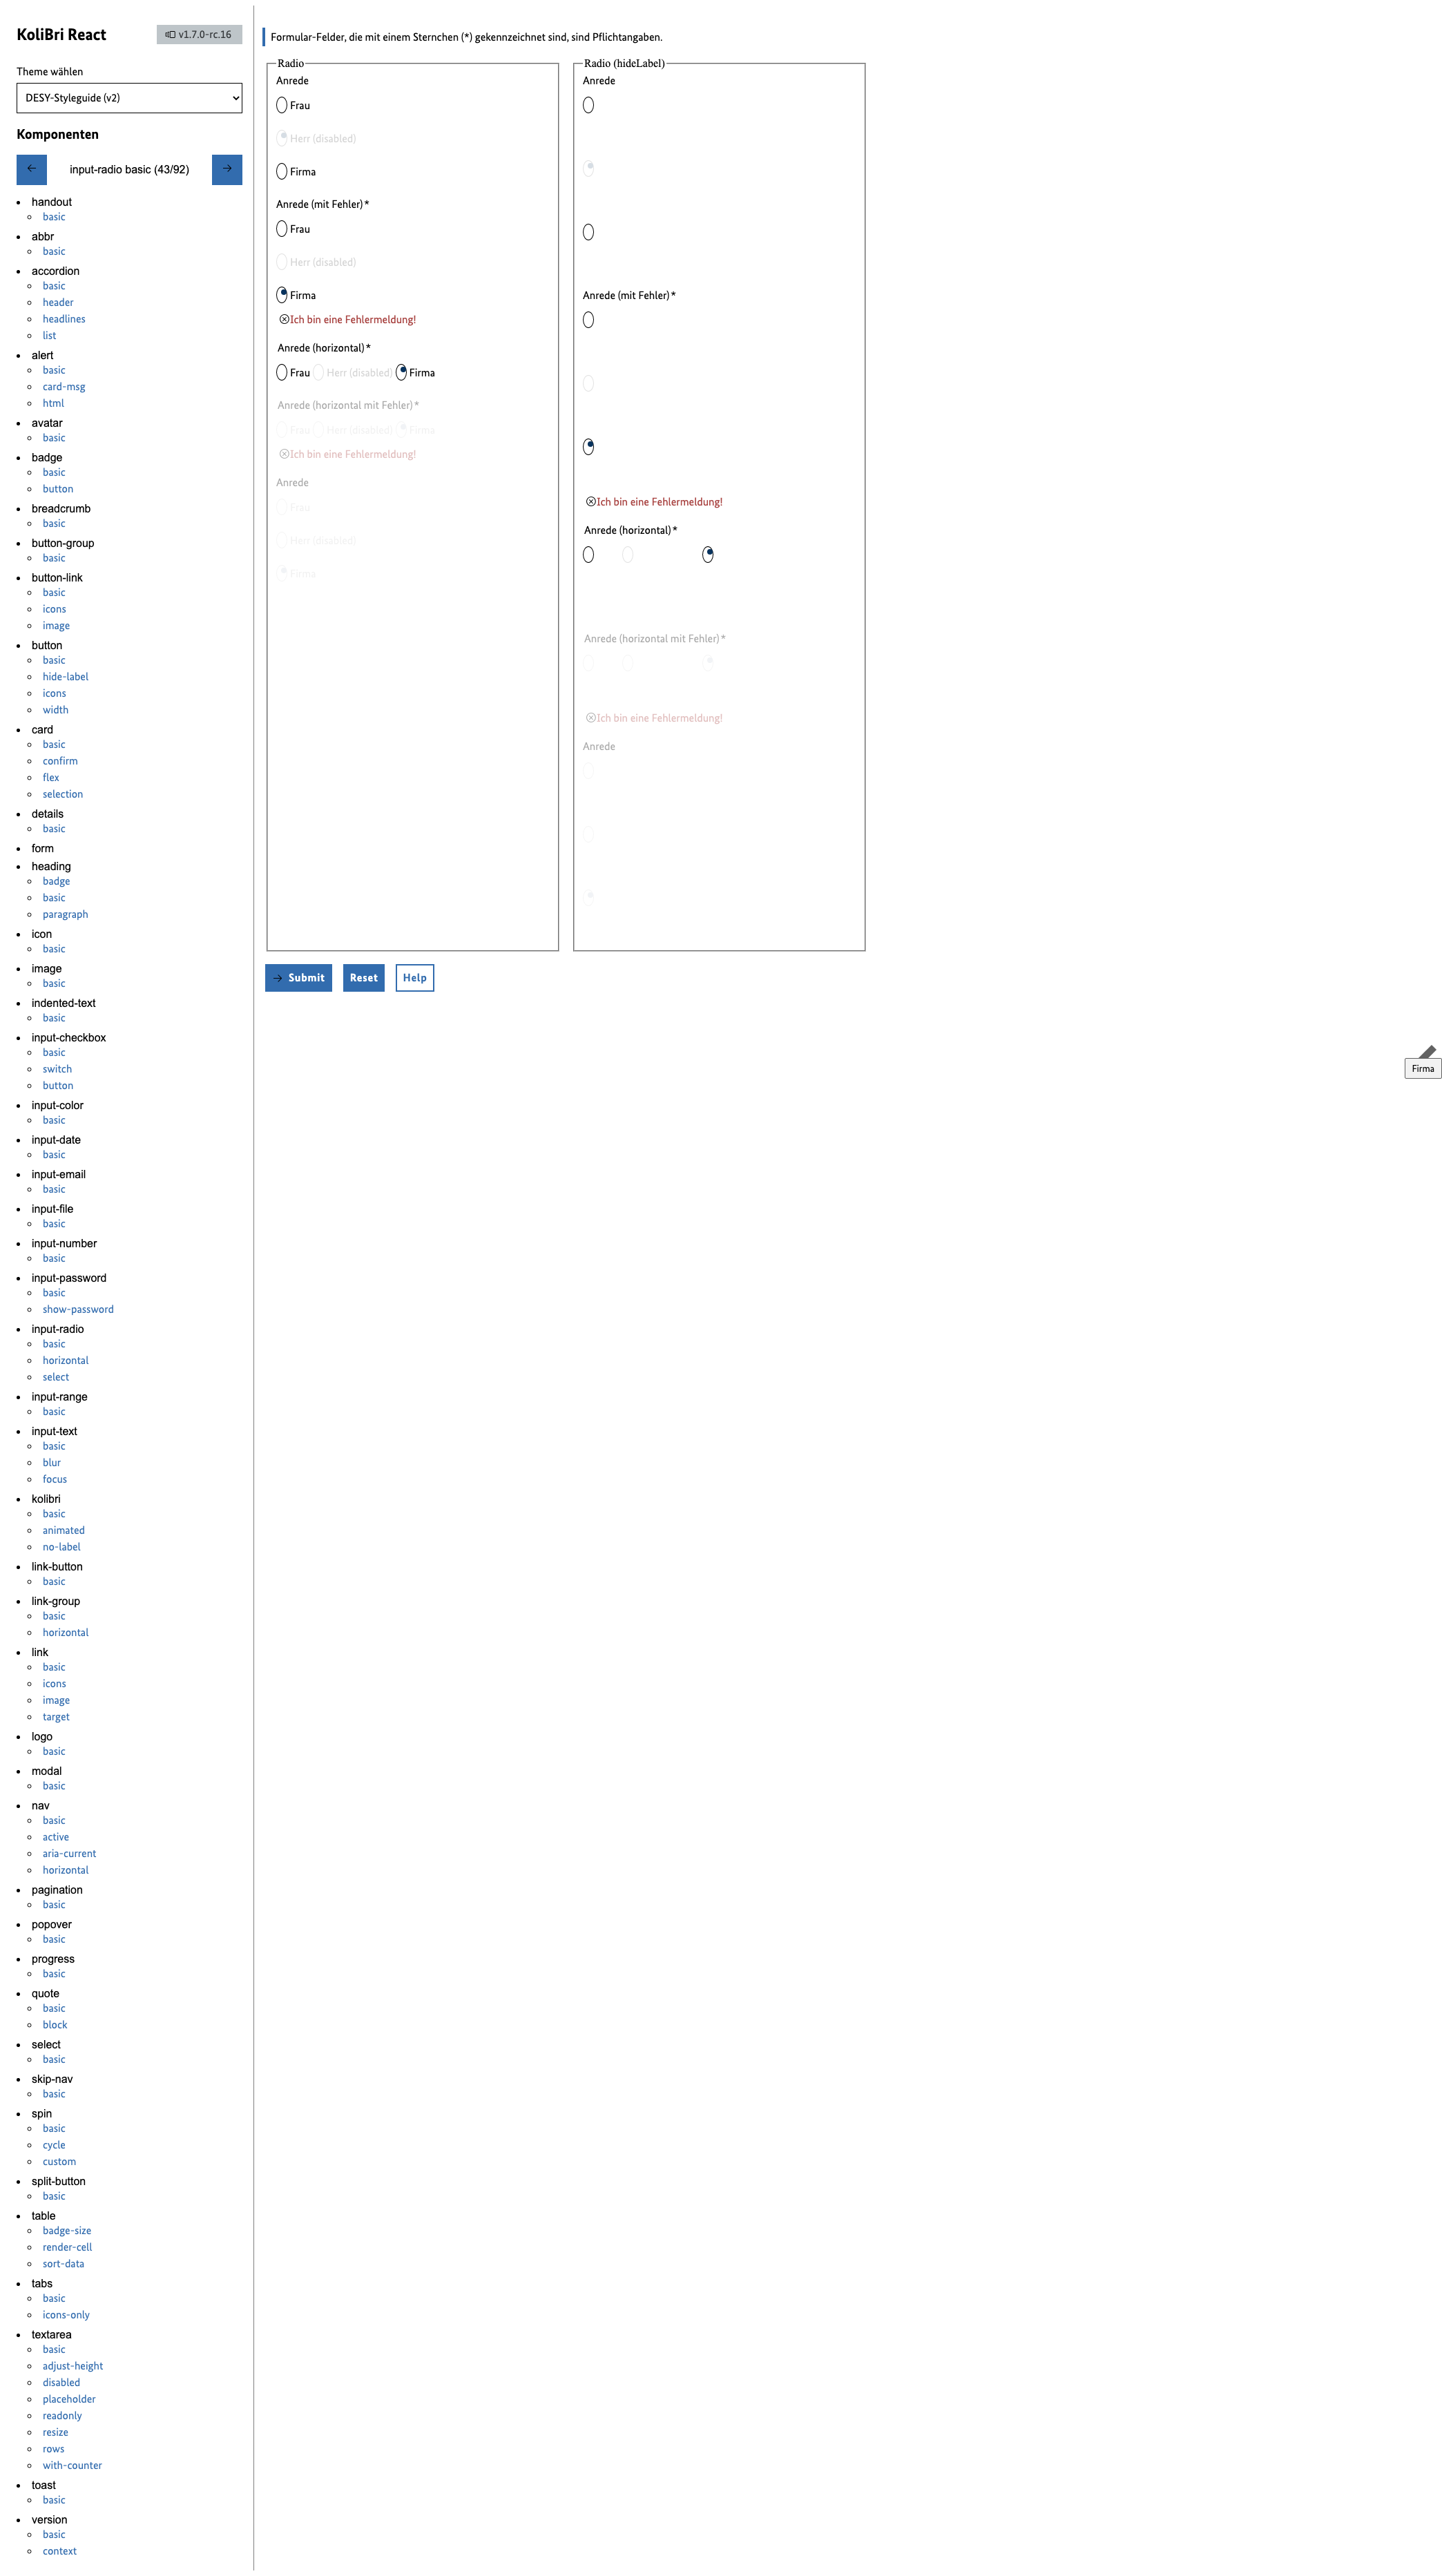 KoliBri React
v1.7.0-rc.16
Theme wählen
DESY-Styleguide (v2)
Komponenten
←
input-radio basic (43/92)
→
handout
basic
abbr
basic
accordion
basic
header
headlines
list
alert
basic
card-msg
html
avatar
basic
badge
basic
button
breadcrumb
basic
button-group
basic
button-link
basic
icons
image
button
basic
hide-label
icons
width
card
basic
confirm
flex
selection
details
basic
form
heading
badge
basic
paragraph
icon
basic
image
basic
indented-text
basic
input-checkbox
basic
switch
button
input-color
basic
input-date
basic
input-email
basic
input-file
basic
input-number
basic
input-password
basic
show-password
input-radio
basic
horizontal
select
input-range
basic
input-text
basic
blur
focus
kolibri
basic
animated
no-label
link-button
basic
link-group
basic
horizontal
link
basic
icons
image
target
logo
basic
modal
basic
nav
basic
active
aria-current
horizontal
pagination
basic
popover
basic
progress
basic
quote
basic
block
select
basic
skip-nav
basic
spin
basic
cycle
custom
split-button
basic
table
badge-size
render-cell
sort-data
tabs
basic
icons-only
textarea
basic
adjust-height
disabled
placeholder
readonly
resize
rows
with-counter
toast
basic
version
basic
context
Formular-Felder, die mit einem Sternchen (*) gekennzeichnet sind, sind Pflichtangaben.
Radio
Anrede
Frau
Herr (disabled)
Firma
Anrede (mit Fehler)*
Frau
Herr (disabled)
Firma
Ich bin eine Fehlermeldung!
Anrede (horizontal)*
Frau Herr (disabled) Firma
Anrede (horizontal mit Fehler)*
Frau Herr (disabled) Firma
Ich bin eine Fehlermeldung!
Anrede
Frau
Herr (disabled)
Firma
Radio (hideLabel)
Anrede
Anrede (mit Fehler)*
Ich bin eine Fehlermeldung!
Anrede (horizontal)*
Anrede (horizontal mit Fehler)*
Ich bin eine Fehlermeldung!
Anrede
→ Submit
Reset
Help
Firma